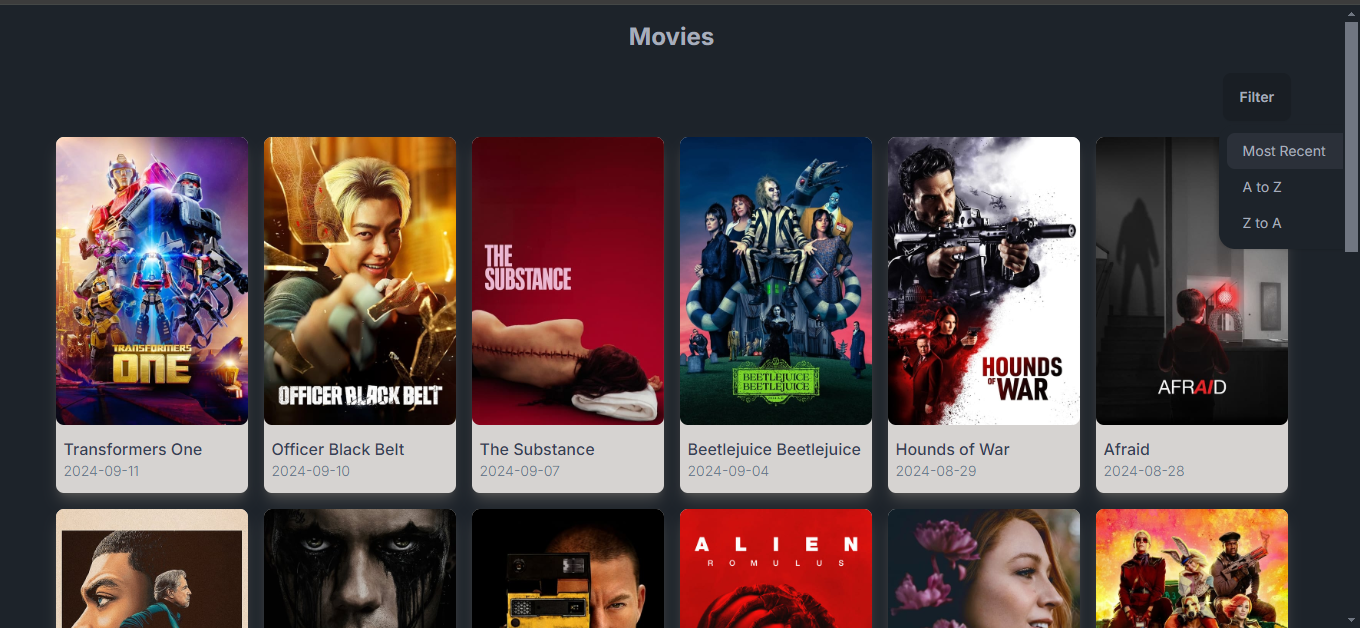 Movies
Filter
Most Recent
A to Z
Z to A
TRANSFORMERS
ONE
OFFICER BLACK BELT
THE
SUBSTANCE
BEETLEJUICE
BEETLEJUICE
HOUNDS
OF WAR
AFRAID
Transformers One
2024-09-11
Officer Black Belt
2024-09-10
The Substance
2024-09-07
Beetlejuice Beetlejuice
2024-09-04
Hounds of War
2024-08-29
Afraid
2024-08-28
ALIEN
ROMULUS